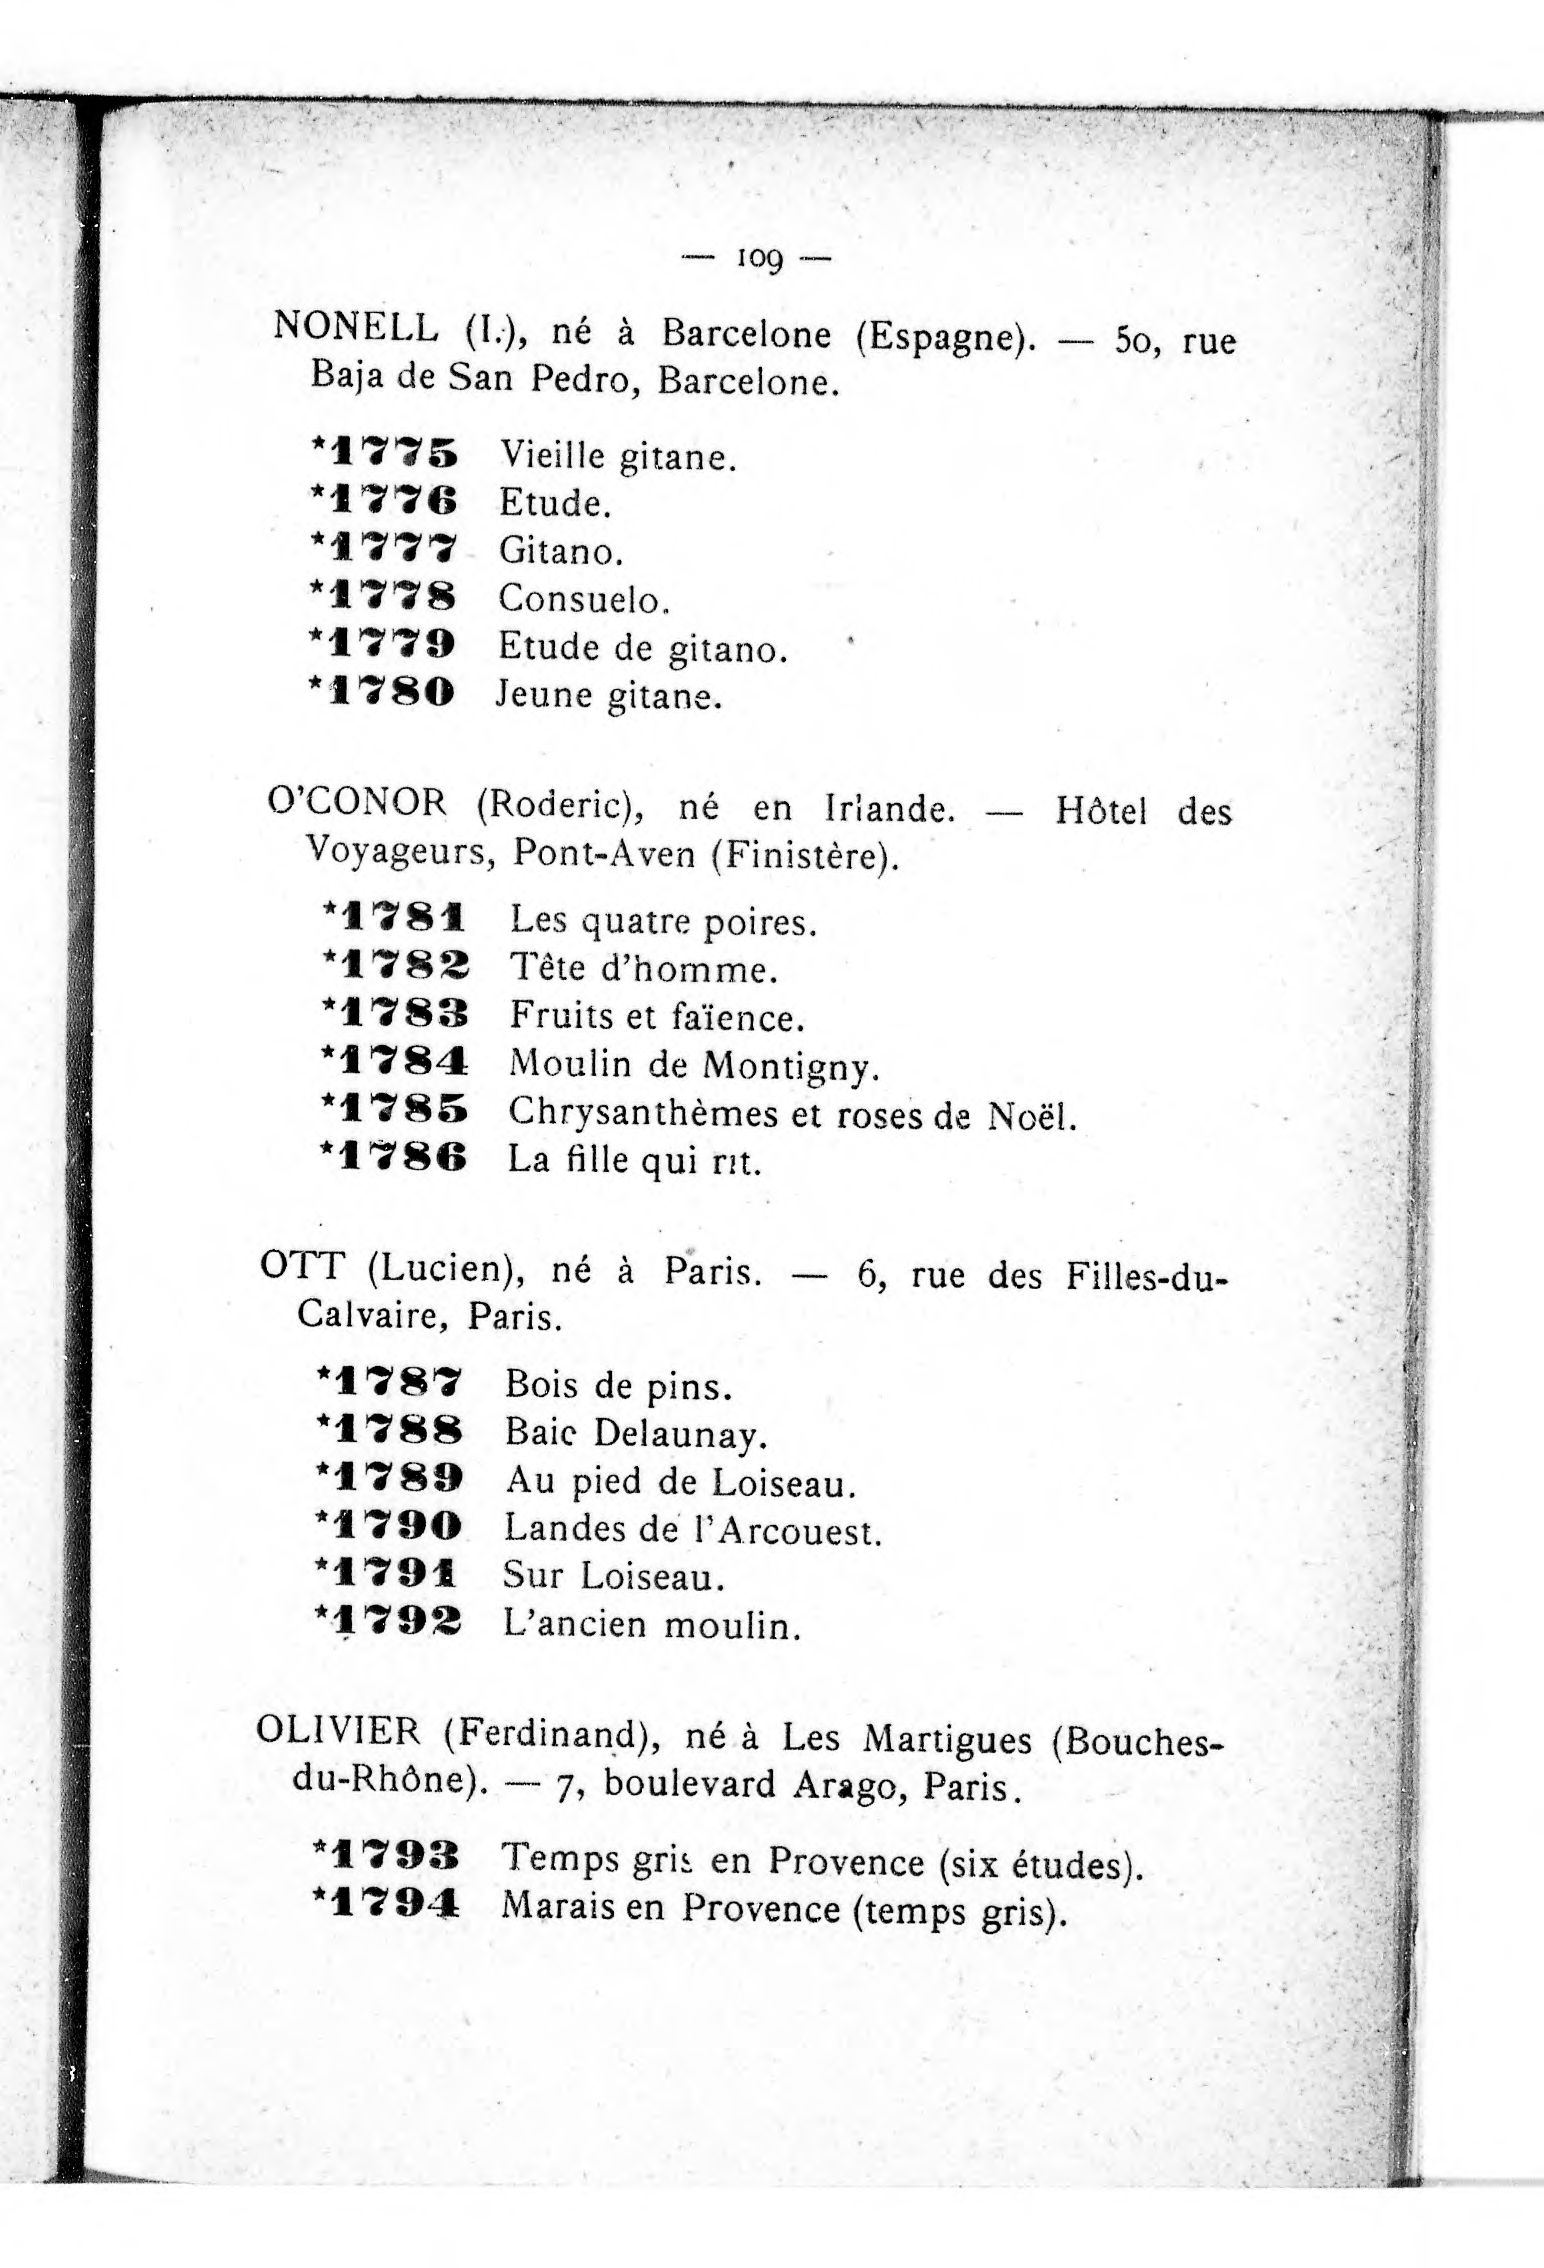 — 109 —
NONELL (I.), né à Barcelone (Espagne). — 50, rue
Baja de San Pedro, Barcelone.
*1775 Vieille gitane.
*1776 Etude.
*1777 Gitano.
*1778 Consuelo.
*1779 Etude de gitano.
*1780 Jeune gitane.
O'CONOR (Roderic), né en Irlande. — Hôtel des
Voyageurs, Pont-Aven (Finistère).
*1781 Les quatre poires.
*1782 Tête d'homme.
*1783 Fruits et faïence.
*1784 Moulin de Montigny.
*1785 Chrysanthèmes et roses de Noël.
*1786 La fille qui rit.
OTT (Lucien), né à Paris. — 6, rue des Filles-du-
Calvaire, Paris.
*1787 Bois de pins.
*1788 Baie Delaunay.
*1789 Au pied de Loiseau.
*1790 Landes de l'Arcouest.
*1791 Sur Loiseau.
*1792 L'ancien moulin.
OLIVIER (Ferdinand), né à Les Martigues (Bouches-
du-Rhône). — 7, boulevard Arago, Paris.
*1793 Temps gris en Provence (six études).
*1794 Marais en Provence (temps gris).